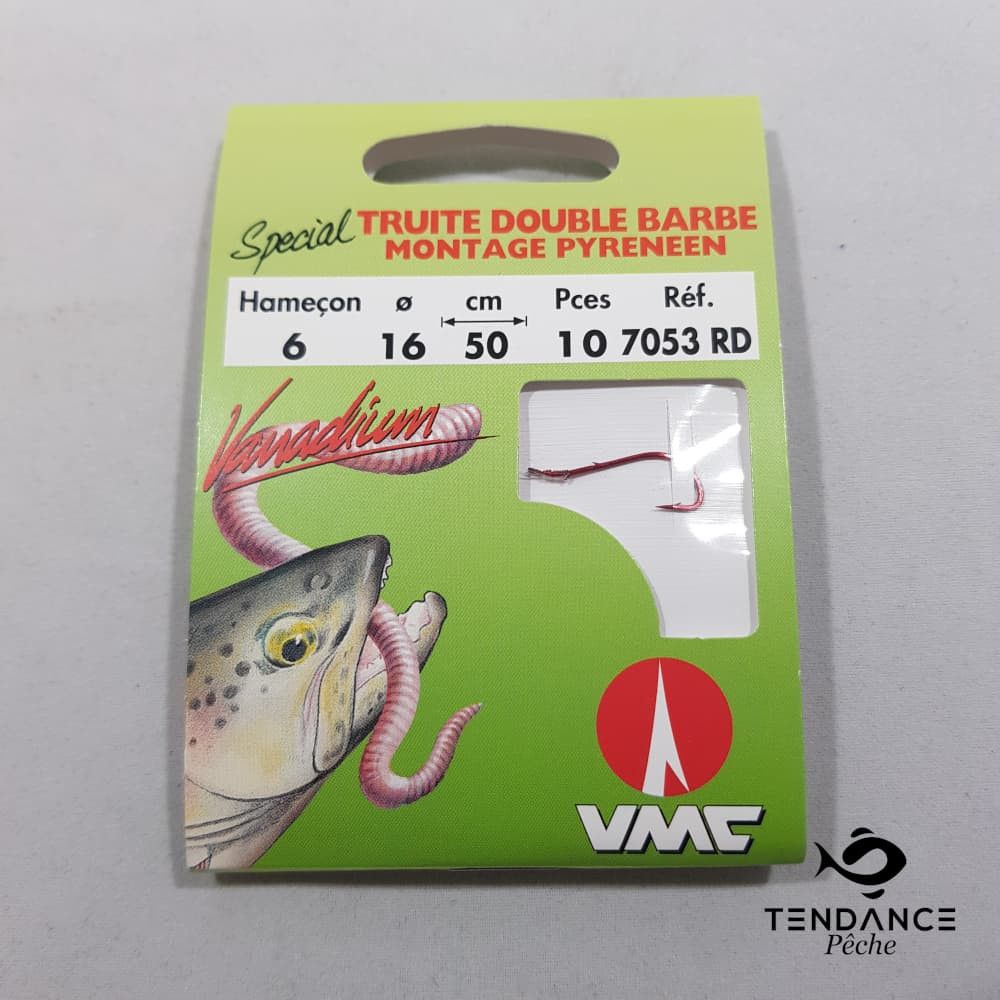 Special TRUITE DOUBLE BARBE
MONTAGE PYRENEEN
Hameçon ø cm Pces Réf.
6 16 50 10 7053 RD
Vanadium
VMC
TENDANCE
Pêche